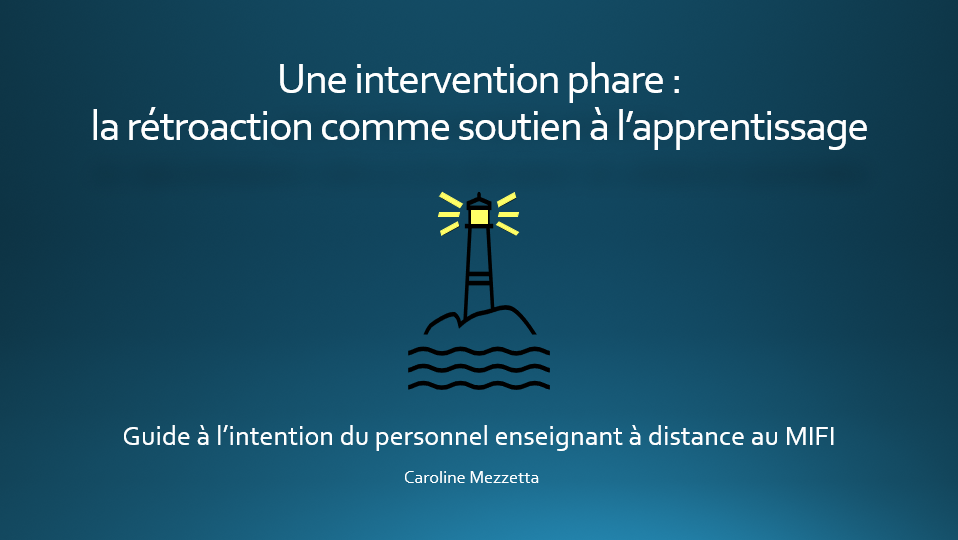 Une intervention phare :
la rétroaction comme soutien à l’apprentissage
Guide à l’intention du personnel enseignant à distance au MIFI
Caroline Mezzetta